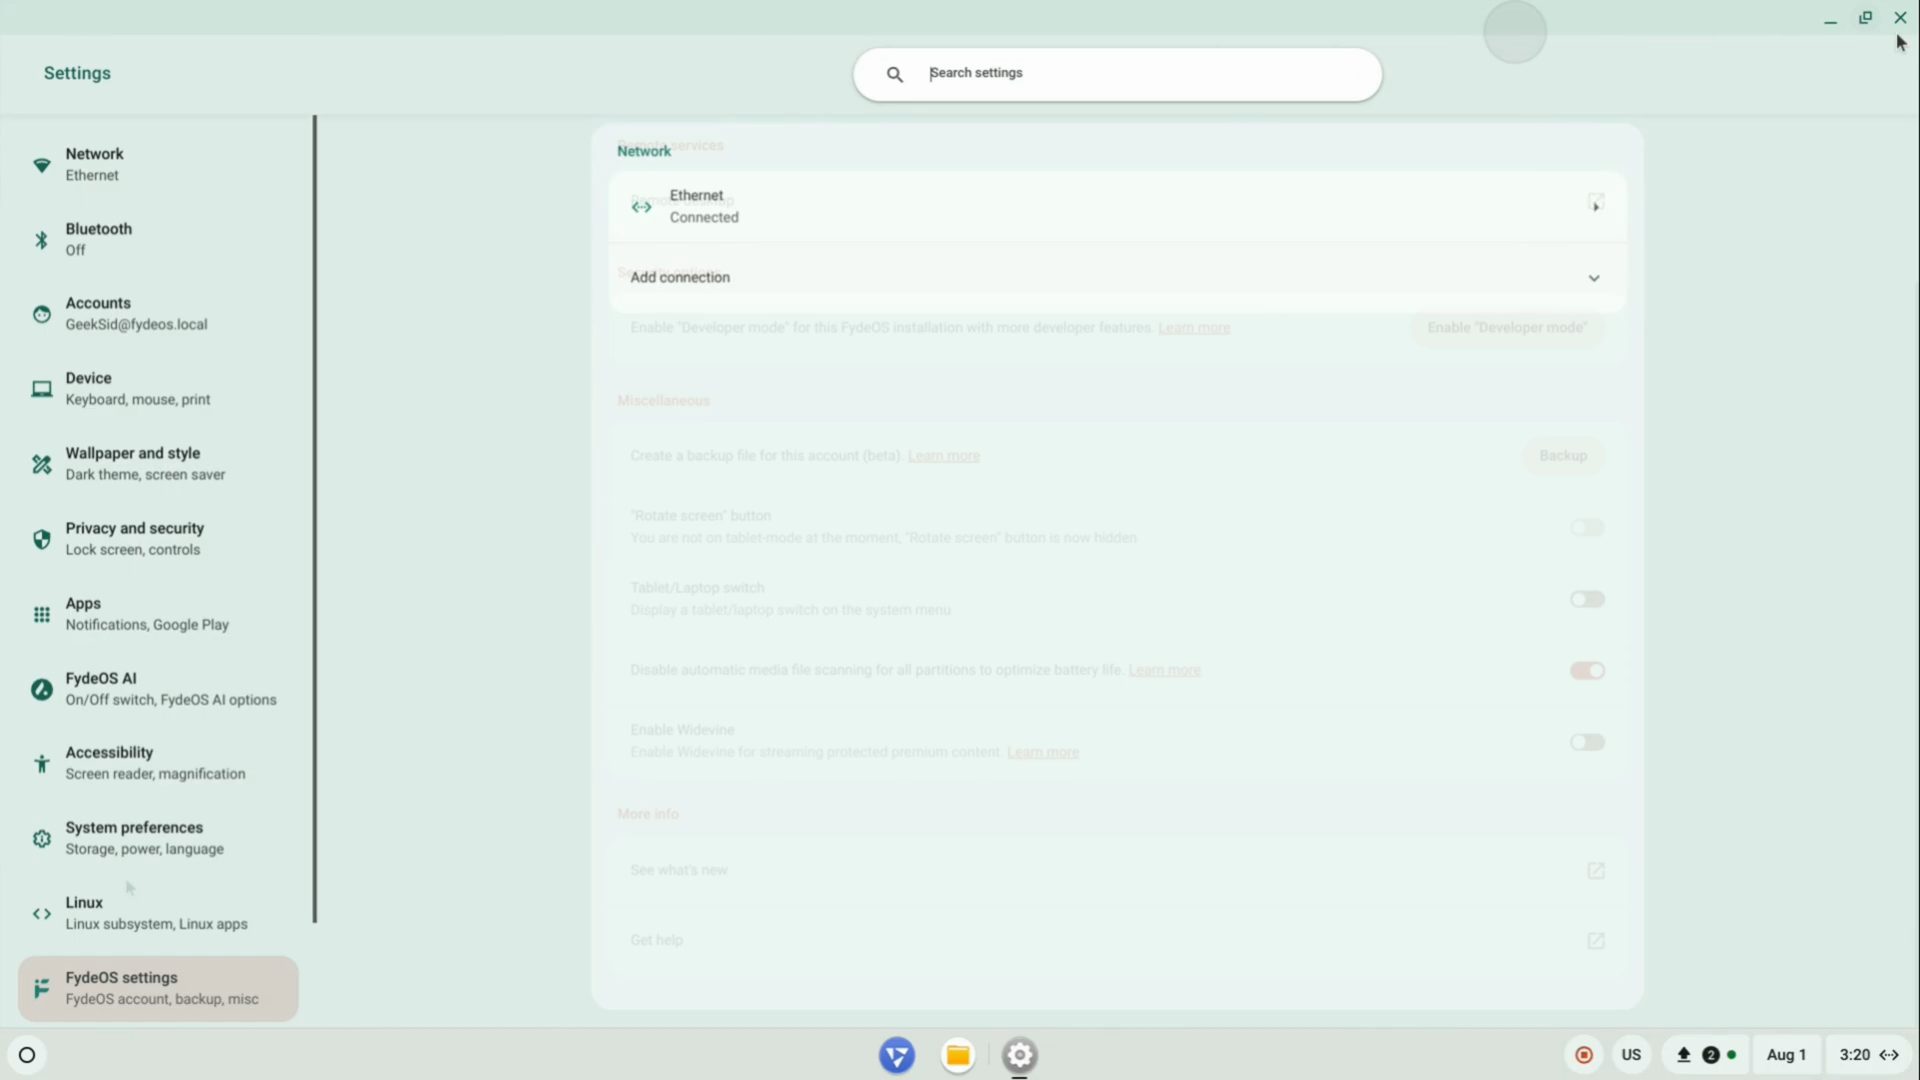 Settings
Search settings
Network
Ethernet
Bluetooth
Off
Accounts
GeekSid@fydeos.local
Device
Keyboard, mouse, print
Wallpaper and style
Dark theme, screen saver
Privacy and security
Lock screen, controls
Apps
Notifications, Google Play
FydeOS AI
On/Off switch, FydeOS AI options
Accessibility
Screen reader, magnification
System preferences
Storage, power, language
Linux
Linux subsystem, Linux apps
FydeOS settings
FydeOS account, backup, misc
Remote services
Network
Remote desktop
Ethernet
Connected
Security options
Add connection
Enable "Developer mode" for this FydeOS installation with more developer features. Learn more
Enable "Developer mode"
Miscellaneous
Create a backup file for this account (beta). Learn more
Backup
"Rotate screen" button
You are not on tablet-mode at the moment, "Rotate screen" button is now hidden
Tablet/Laptop switch
Display a tablet/laptop switch on the system menu
Disable automatic media file scanning for all partitions to optimize battery life. Learn more
Enable Widevine
Enable Widevine for streaming protected premium content. Learn more
More info
See what's new
Get help
US
2
Aug 1
3:20